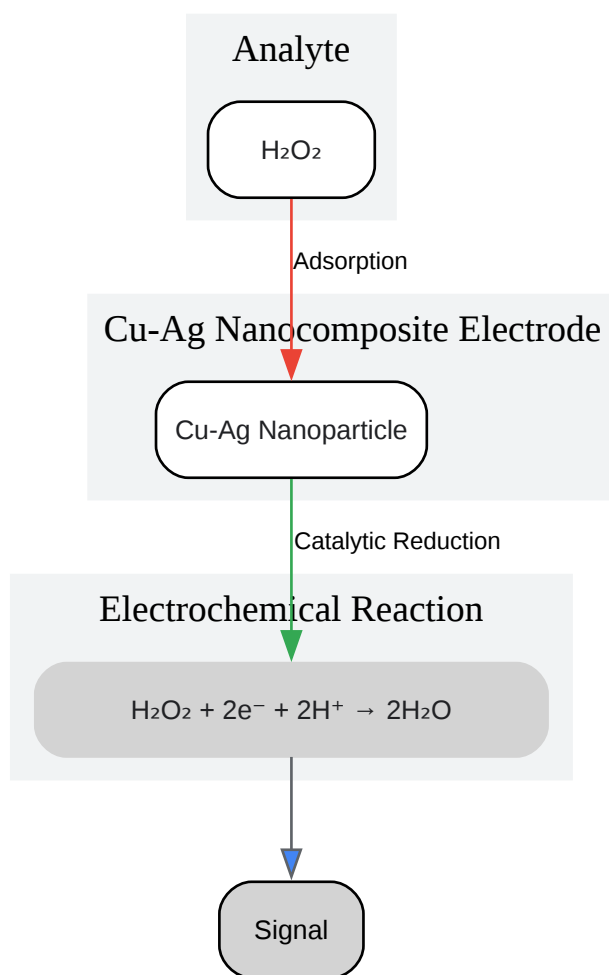 Analyte
H₂O₂
Adsorption
Cu-Ag Nanocomposite Electrode
Cu-Ag Nanoparticle
Catalytic Reduction
Electrochemical Reaction
H₂O₂ + 2e⁻ + 2H⁺ → 2H₂O
Signal